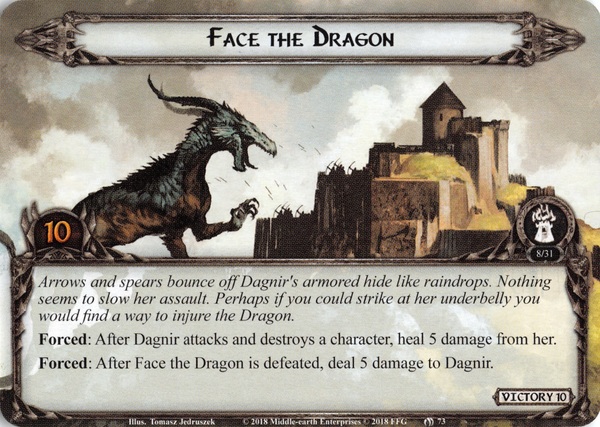 FACE THE DRAGON
10
8/31
Arrows and spears bounce off Dagnir's armored hide like raindrops. Nothing
seems to slow her assault. Perhaps if you could strike at her underbelly you
would find a way to injure the Dragon.
Forced: After Dagnir attacks and destroys a character, heal 5 damage from her.
Forced: After Face the Dragon is defeated, deal 5 damage to Dagnir.
VICTORY 10
Illus. Tomasz Jedruszek © 2018 Middle-earth Enterprises © 2018 FFG 73